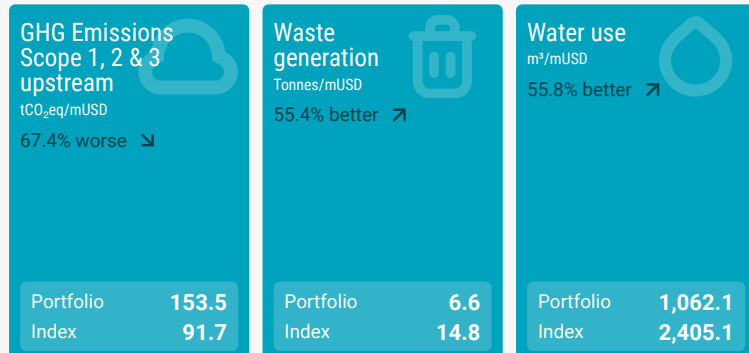 GHG Emissions
Scope 1, 2 & 3
upstream
tCO₂eq/mUSD
67.4% worse
Portfolio 153.5
Index 91.7
Waste
generation
Tonnes/mUSD
55.4% better
Portfolio 6.6
Index 14.8
Water use
m³/mUSD
55.8% better
Portfolio 1,062.1
Index 2,405.1